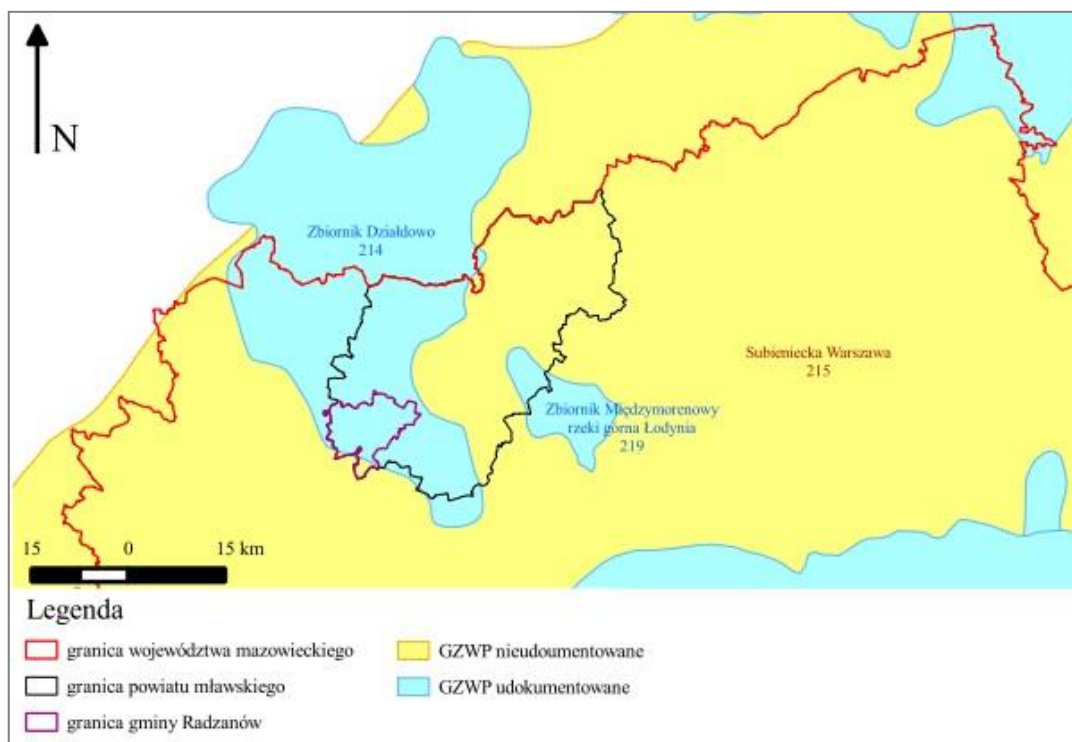 N
Zbiornik Działdowo
214
Subieniecka Warszawa
215
Zbiornik Międzymorenowy
rzeki górna Łodynia
219
15 0 15 km
Legenda
granica województwa mazowieckiego
granica powiatu mławskiego
granica gminy Radzanów
GZWP nieudoumentowane
GZWP udokumentowane